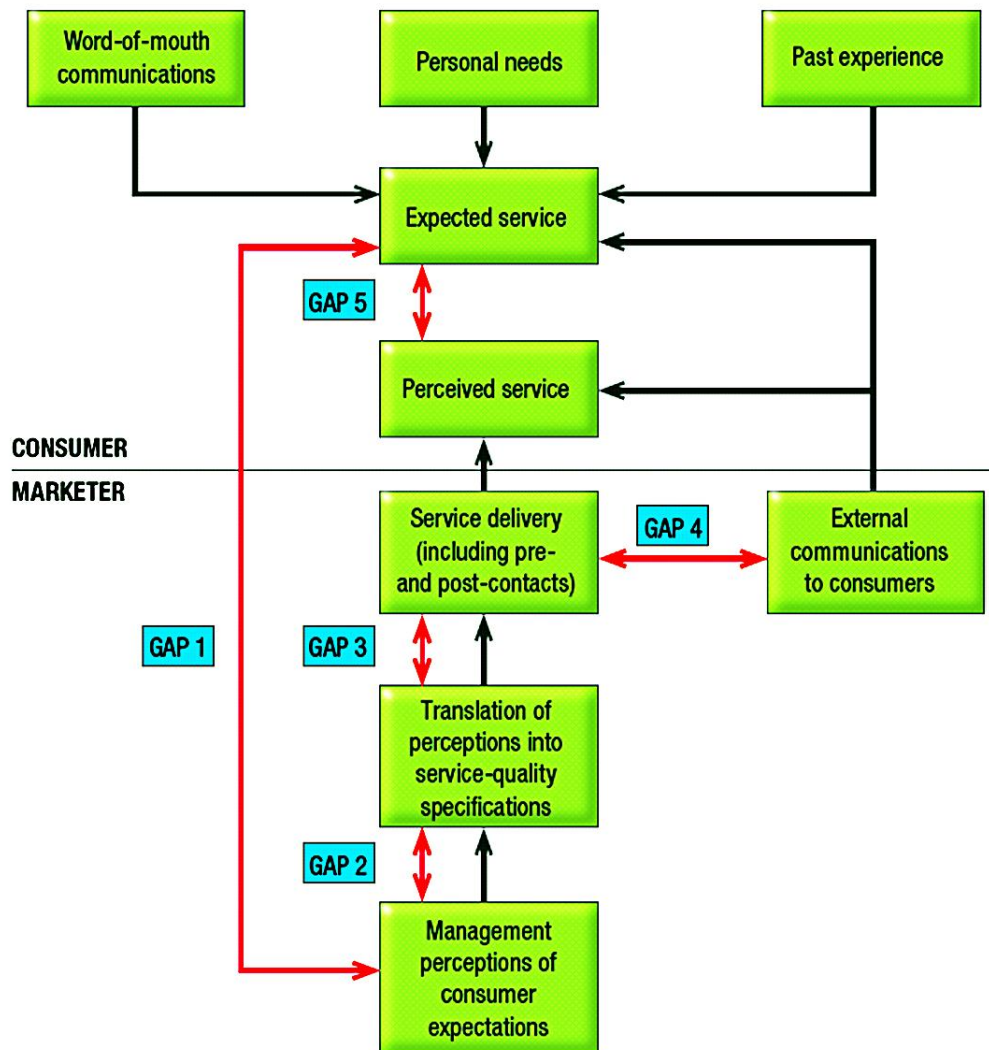 Word-of-mouth
communications
Personal needs
Past experience
Expected service
GAP 5
Perceived service
CONSUMER
MARKETER
Service delivery
(including pre-
and post-contacts)
GAP 4
External
communications
to consumers
GAP 1
GAP 3
Translation of
perceptions into
service-quality
specifications
GAP 2
Management
perceptions of
consumer
expectations